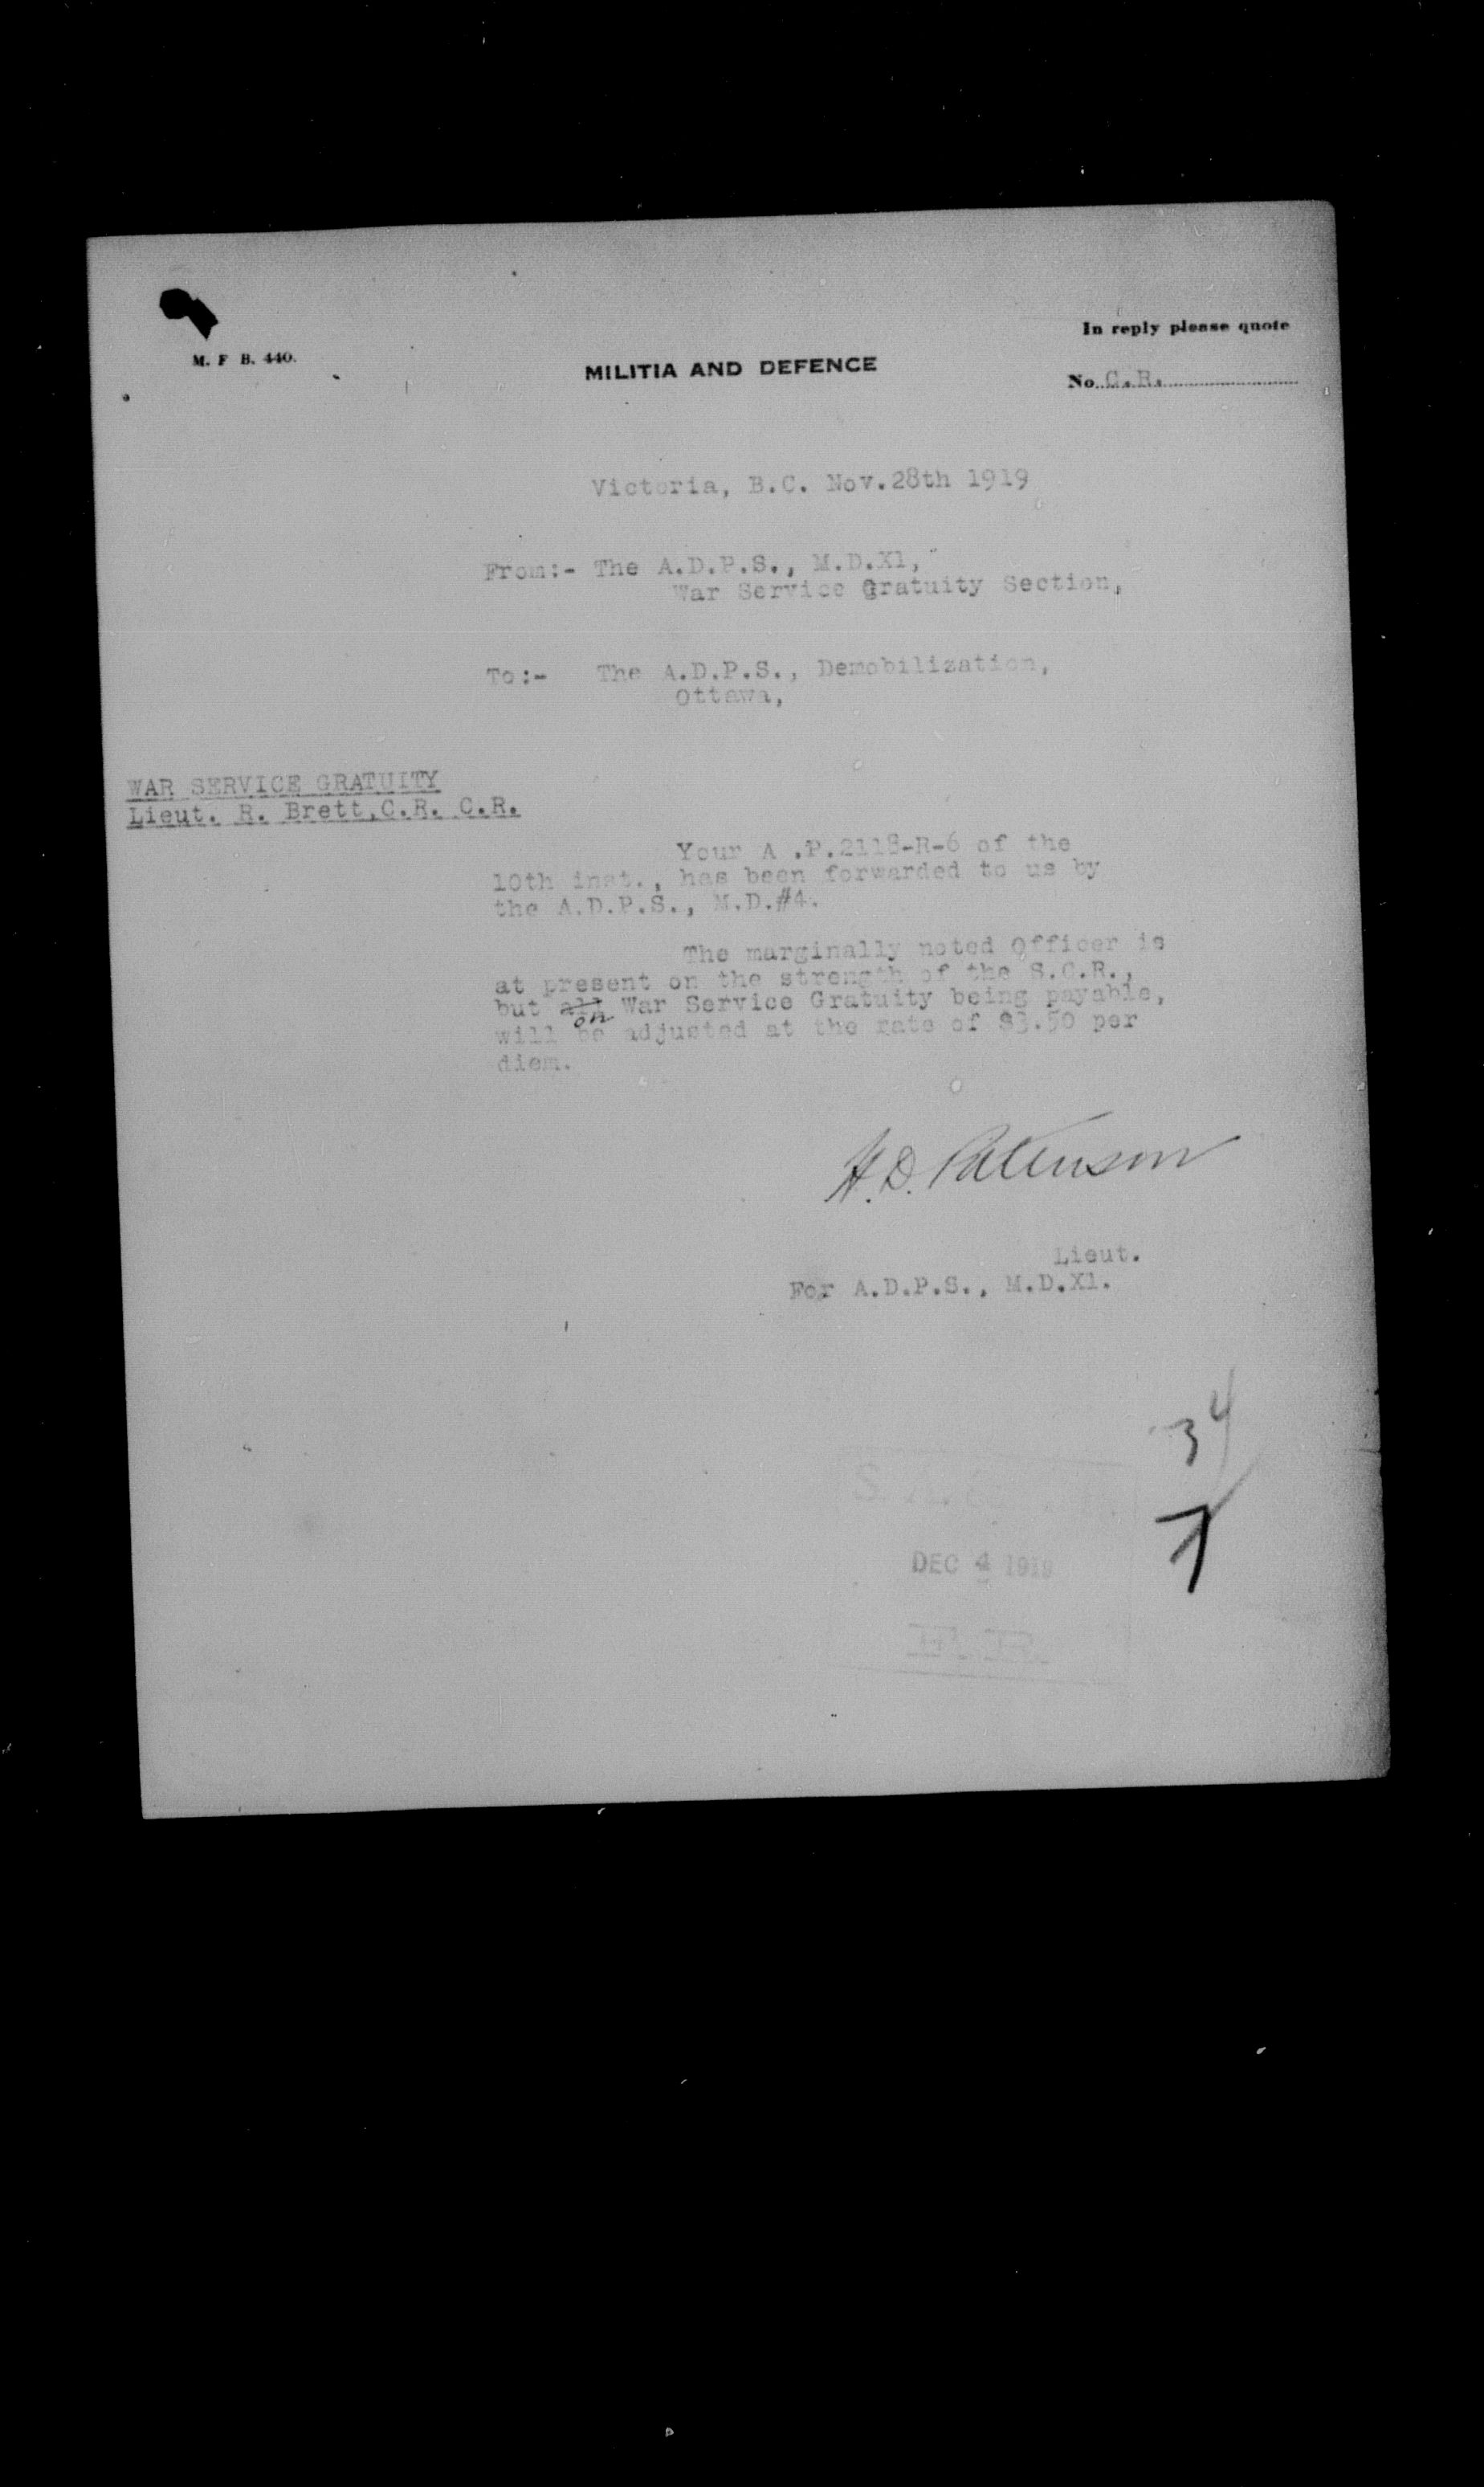 In reply please quote
M. F B. 440.
MILITIA AND DEFENCE
No. C.R.
Victoria, B.C. Nov.28th 1919
From:- The A.D.P.S., M.D.X1,
War Service Gratuity Section,
To:- The A.D.P.S., Demobilization,
Ottawa,
WAR SERVICE GRATUITY
Lieut. R. Brett,C.R. C.R.
Your A .P.2118-R-6 of the
10th inst., has been forwarded to us by
the A.D.P.S., M.D.#4.
The marginally noted Officer is
at present on the strength of the S.C.R.,
but all on War Service Gratuity being payable,
will be adjusted at the rate of $3.50 per
diem.
Lieut.
For A.D.P.S., M.D.X1.
34
7
DEC 4 1919